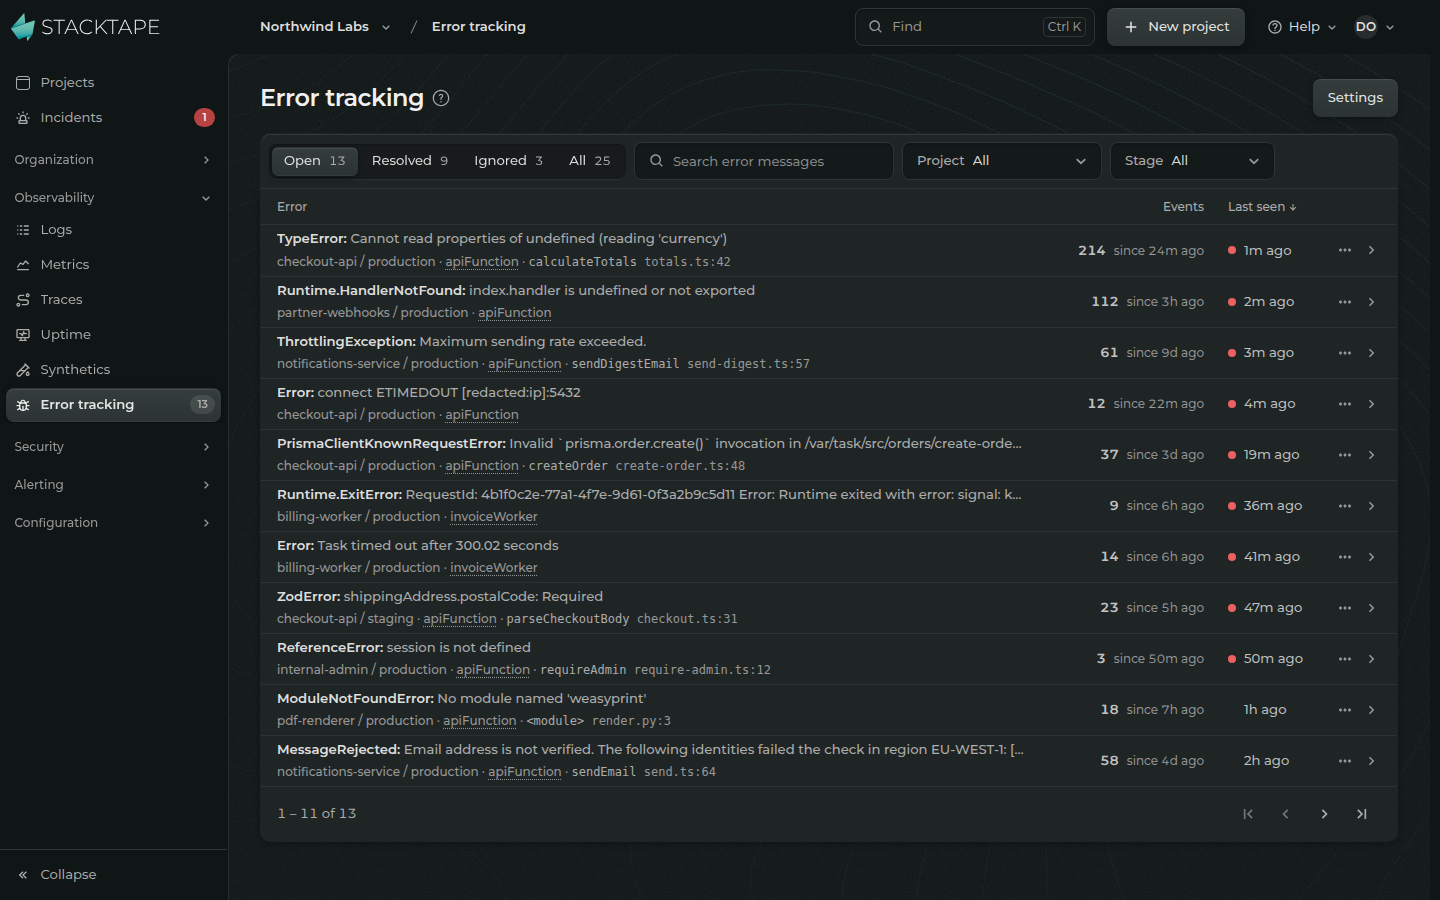 STACKTAPE
Northwind Labs / Error tracking
Find Ctrl K
New project
Help
DO
Projects
Incidents 1
Organization
Observability
Logs
Metrics
Traces
Uptime
Synthetics
Error tracking 13
Security
Alerting
Configuration
Collapse
Error tracking ?
Settings
Open 13 Resolved 9 Ignored 3 All 25
Search error messages
Project All
Stage All
Error Events Last seen ↓
TypeError: Cannot read properties of undefined (reading 'currency')
checkout-api / production · apiFunction · calculateTotals totals.ts:42
214 since 24m ago 1m ago
Runtime.HandlerNotFound: index.handler is undefined or not exported
partner-webhooks / production · apiFunction
112 since 3h ago 2m ago
ThrottlingException: Maximum sending rate exceeded.
notifications-service / production · apiFunction · sendDigestEmail send-digest.ts:57
61 since 9d ago 3m ago
Error: connect ETIMEDOUT [redacted:ip]:5432
checkout-api / production · apiFunction
12 since 22m ago 4m ago
PrismaClientKnownRequestError: Invalid `prisma.order.create()` invocation in /var/task/src/orders/create-orde...
checkout-api / production · apiFunction · createOrder create-order.ts:48
37 since 3d ago 19m ago
Runtime.ExitError: RequestId: 4b1f0c2e-77a1-4f7e-9d61-0f3a2b9c5d11 Error: Runtime exited with error: signal: k...
billing-worker / production · invoiceWorker
9 since 6h ago 36m ago
Error: Task timed out after 300.02 seconds
billing-worker / production · invoiceWorker
14 since 6h ago 41m ago
ZodError: shippingAddress.postalCode: Required
checkout-api / staging · apiFunction · parseCheckoutBody checkout.ts:31
23 since 5h ago 47m ago
ReferenceError: session is not defined
internal-admin / production · apiFunction · requireAdmin require-admin.ts:12
3 since 50m ago 50m ago
ModuleNotFoundError: No module named 'weasyprint'
pdf-renderer / production · apiFunction · <module> render.py:3
18 since 7h ago 1h ago
MessageRejected: Email address is not verified. The following identities failed the check in region EU-WEST-1: [...
notifications-service / production · apiFunction · sendEmail send.ts:64
58 since 4d ago 2h ago
1 – 11 of 13